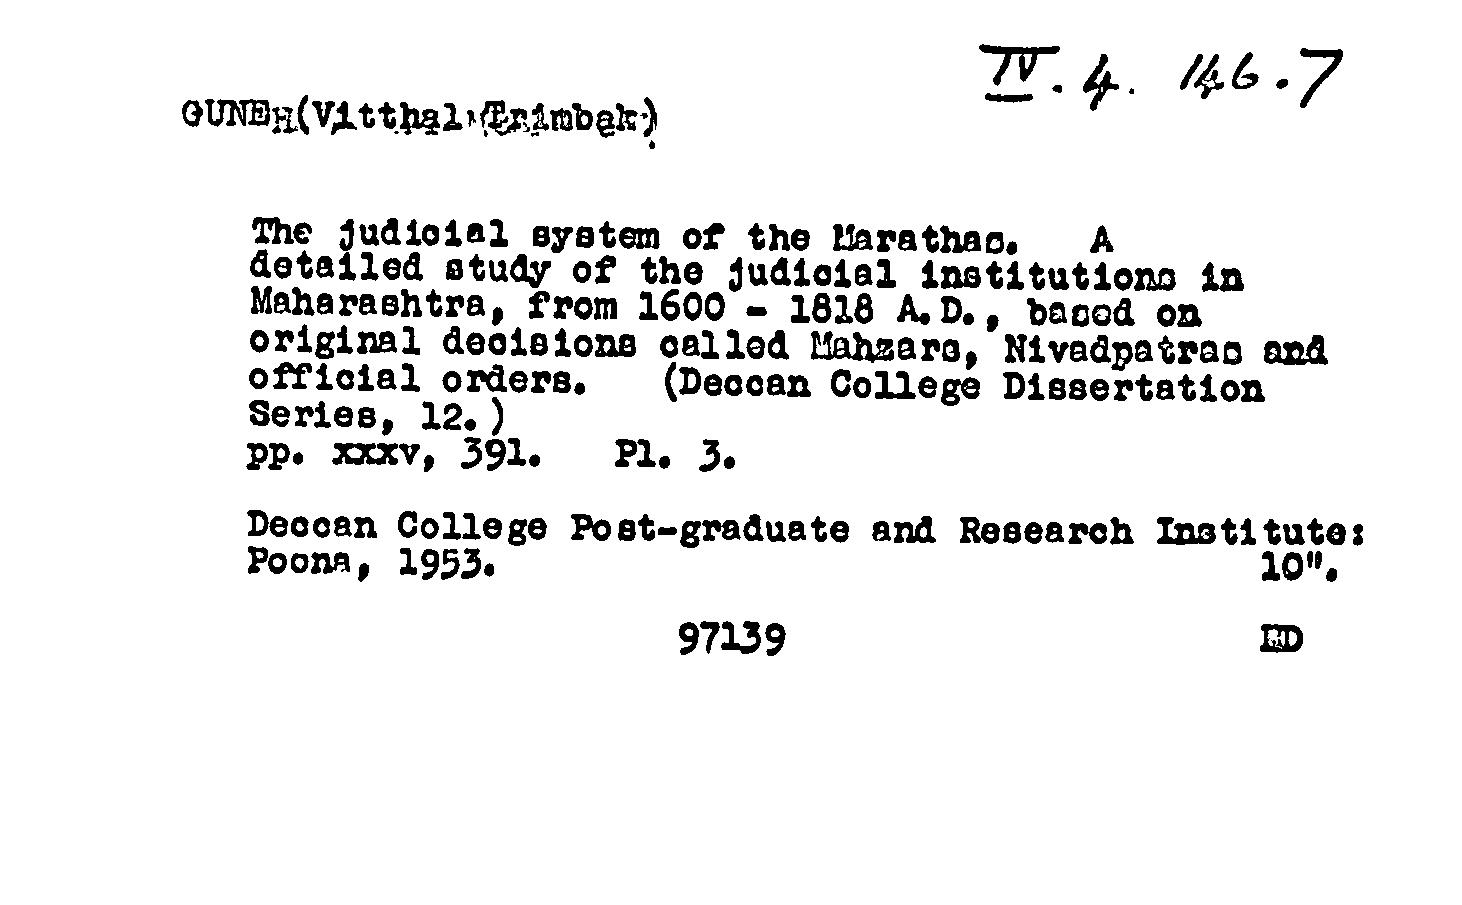 IV. 4. 146.7
GUNE (Vitthal Trimbak)
The judicial system of the Marathas. A
detailed study of the judicial institutions in
Maharashtra, from 1600 - 1818 A.D., based on
original decisions called Mahzars, Nivadpatras and
official orders. (Deccan College Dissertation
Series, 12.)
pp. xxxv, 391. Pl. 3.
Deccan College Post-graduate and Research Institute:
Poona, 1953. 10".
97139